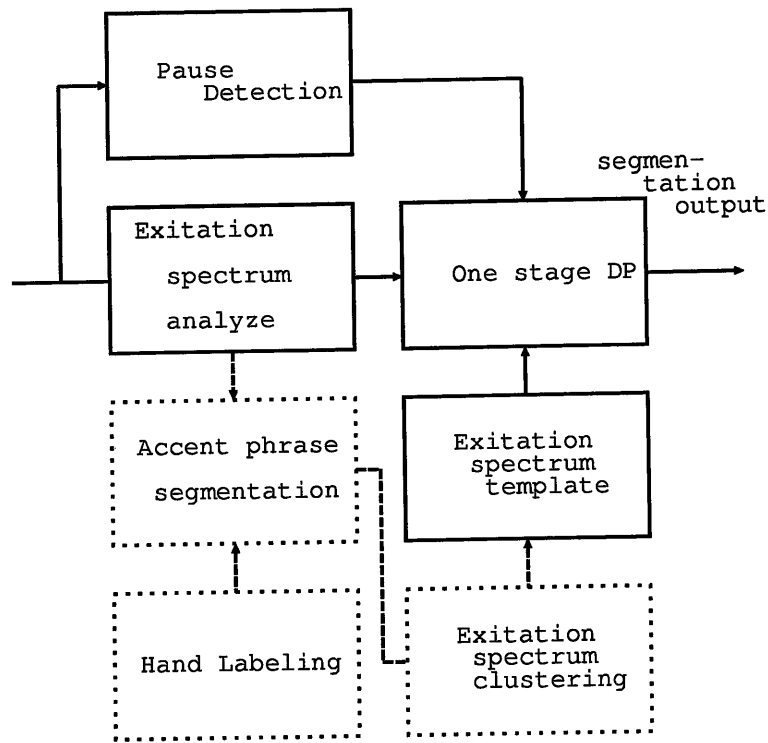 Pause
Detection
segmen-
tation
output
Exitation
spectrum
analyze
One stage DP
Accent phrase
segmentation
Exitation
spectrum
template
Hand Labeling
Exitation
spectrum
clustering